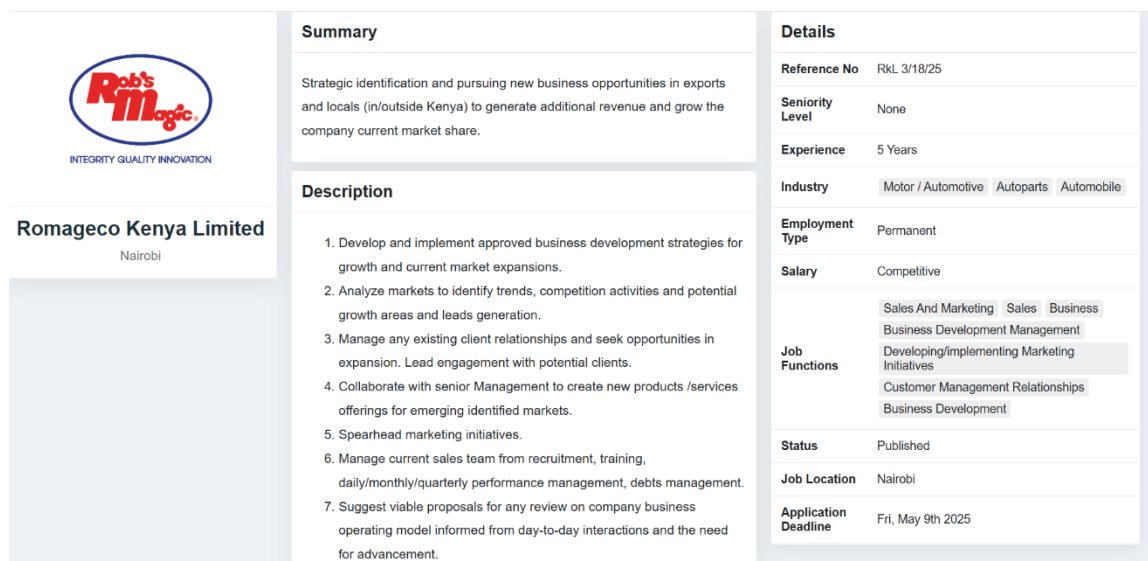 Rob's
Magic.
INTEGRITY QUALITY INNOVATION
Romageco Kenya Limited
Nairobi
Summary
Strategic identification and pursuing new business opportunities in exports
and locals (in/outside Kenya) to generate additional revenue and grow the
company current market share.
Description
1. Develop and implement approved business development strategies for
growth and current market expansions.
2. Analyze markets to identify trends, competition activities and potential
growth areas and leads generation.
3. Manage any existing client relationships and seek opportunities in
expansion. Lead engagement with potential clients.
4. Collaborate with senior Management to create new products /services
offerings for emerging identified markets.
5. Spearhead marketing initiatives.
6. Manage current sales team from recruitment, training,
daily/monthly/quarterly performance management, debts management.
7. Suggest viable proposals for any review on company business
operating model informed from day-to-day interactions and the need
for advancement.
Details
Reference No RkL 3/18/25
Seniority
Level
None
Experience 5 Years
Industry Motor / Automotive Autoparts Automobile
Employment
Type
Permanent
Salary Competitive
Job
Functions
Sales And Marketing Sales Business
Business Development Management
Developing/implementing Marketing
Initiatives
Customer Management Relationships
Business Development
Status Published
Job Location Nairobi
Application
Deadline
Fri, May 9th 2025